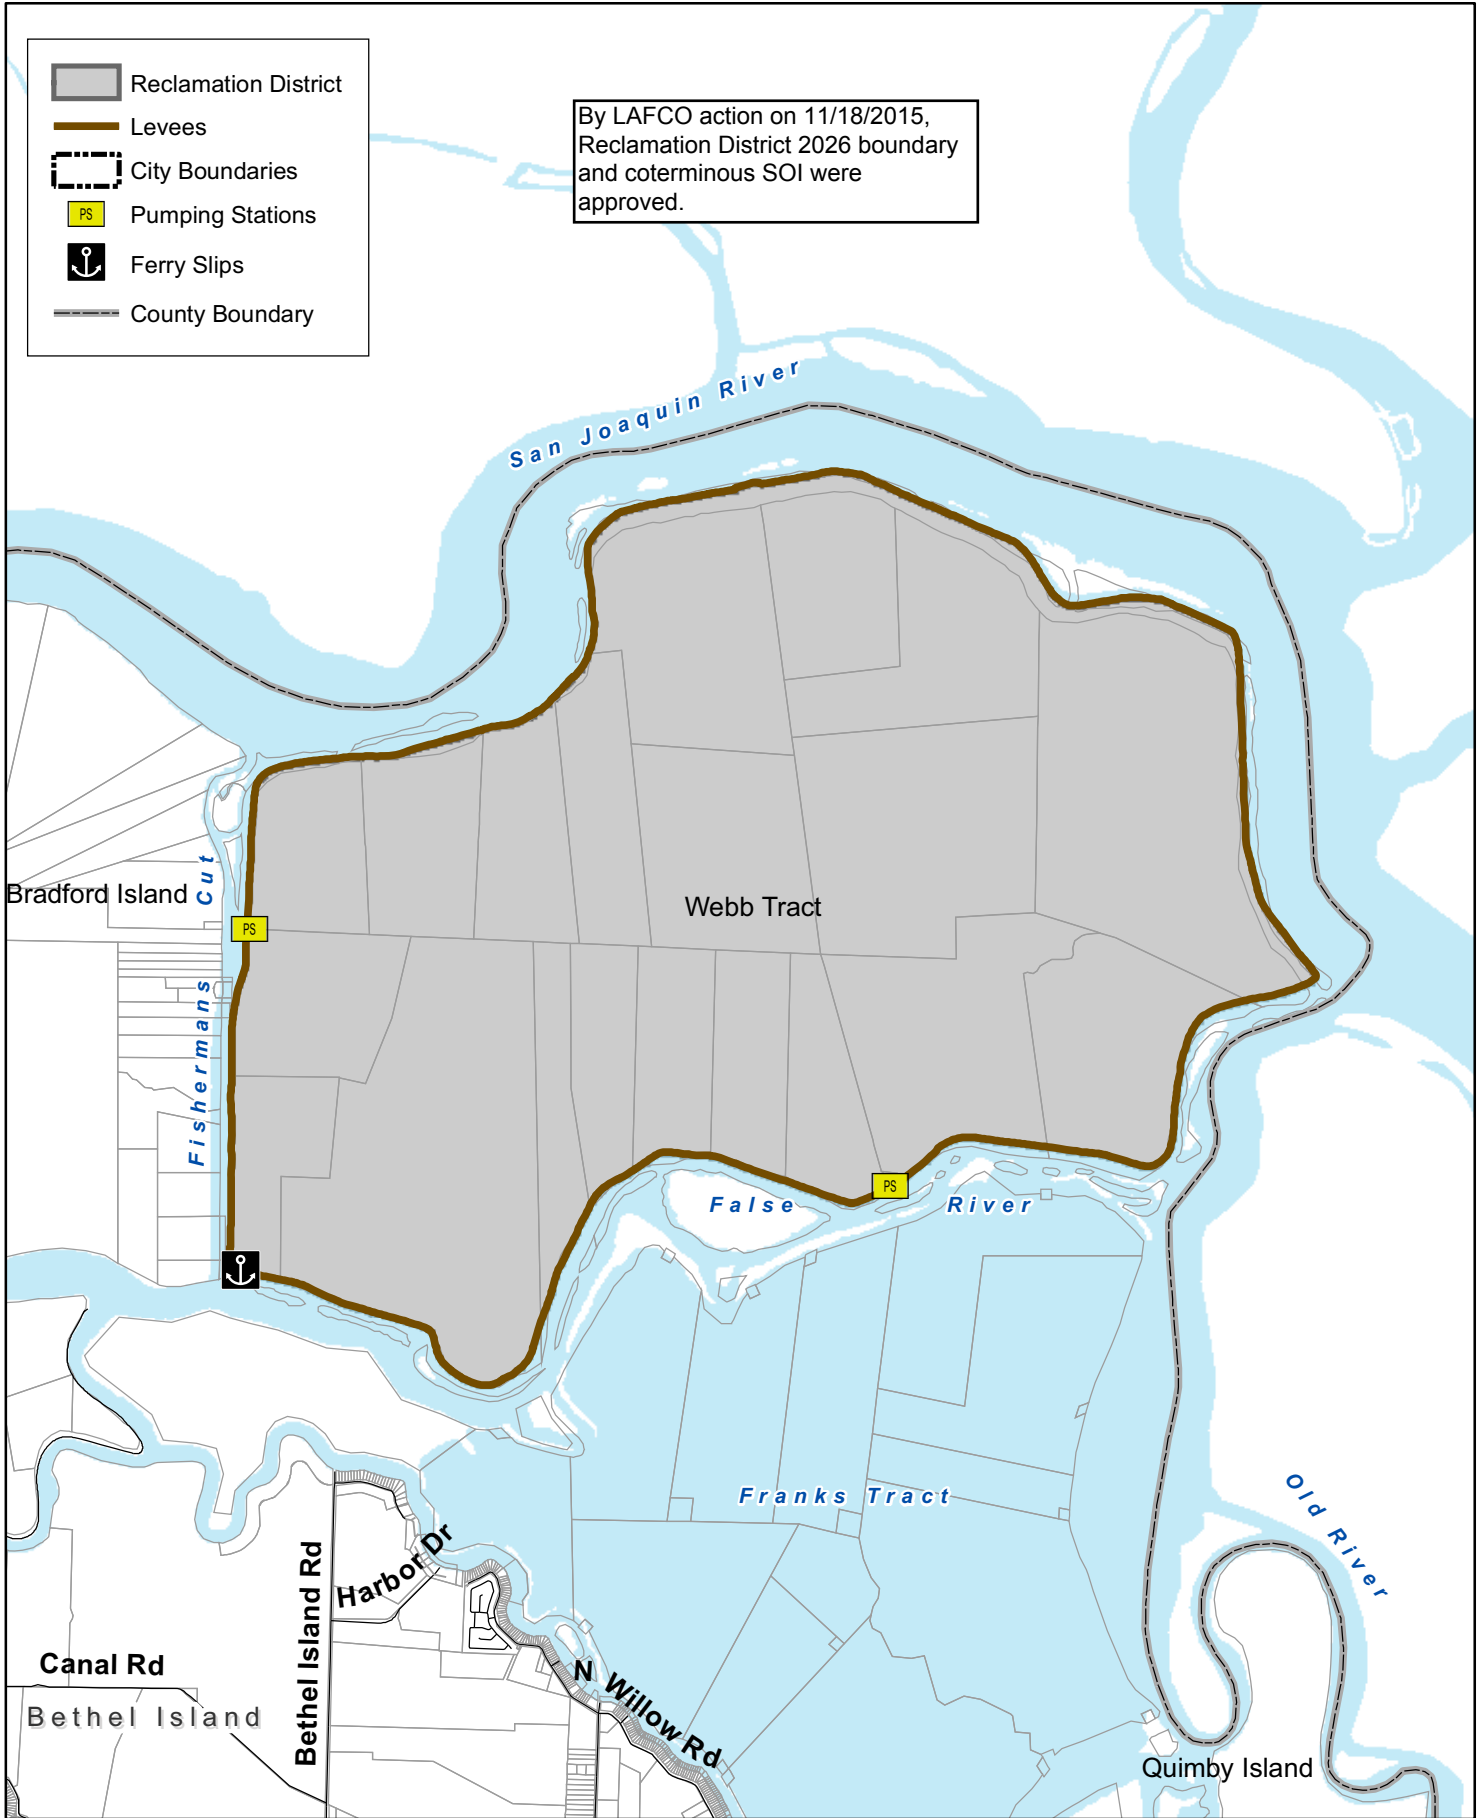 Reclamation District
Levees
City Boundaries
PS Pumping Stations
Ferry Slips
County Boundary
By LAFCO action on 11/18/2015,
Reclamation District 2026 boundary
and coterminous SOI were
approved.
San Joaquin River
Bradford Island
Fishermans Cut
PS
Webb Tract
PS
False River
Franks Tract
Old River
Harbor Dr
Bethel Island Rd
Canal Rd
Bethel Island
N Willow Rd
Quimby Island